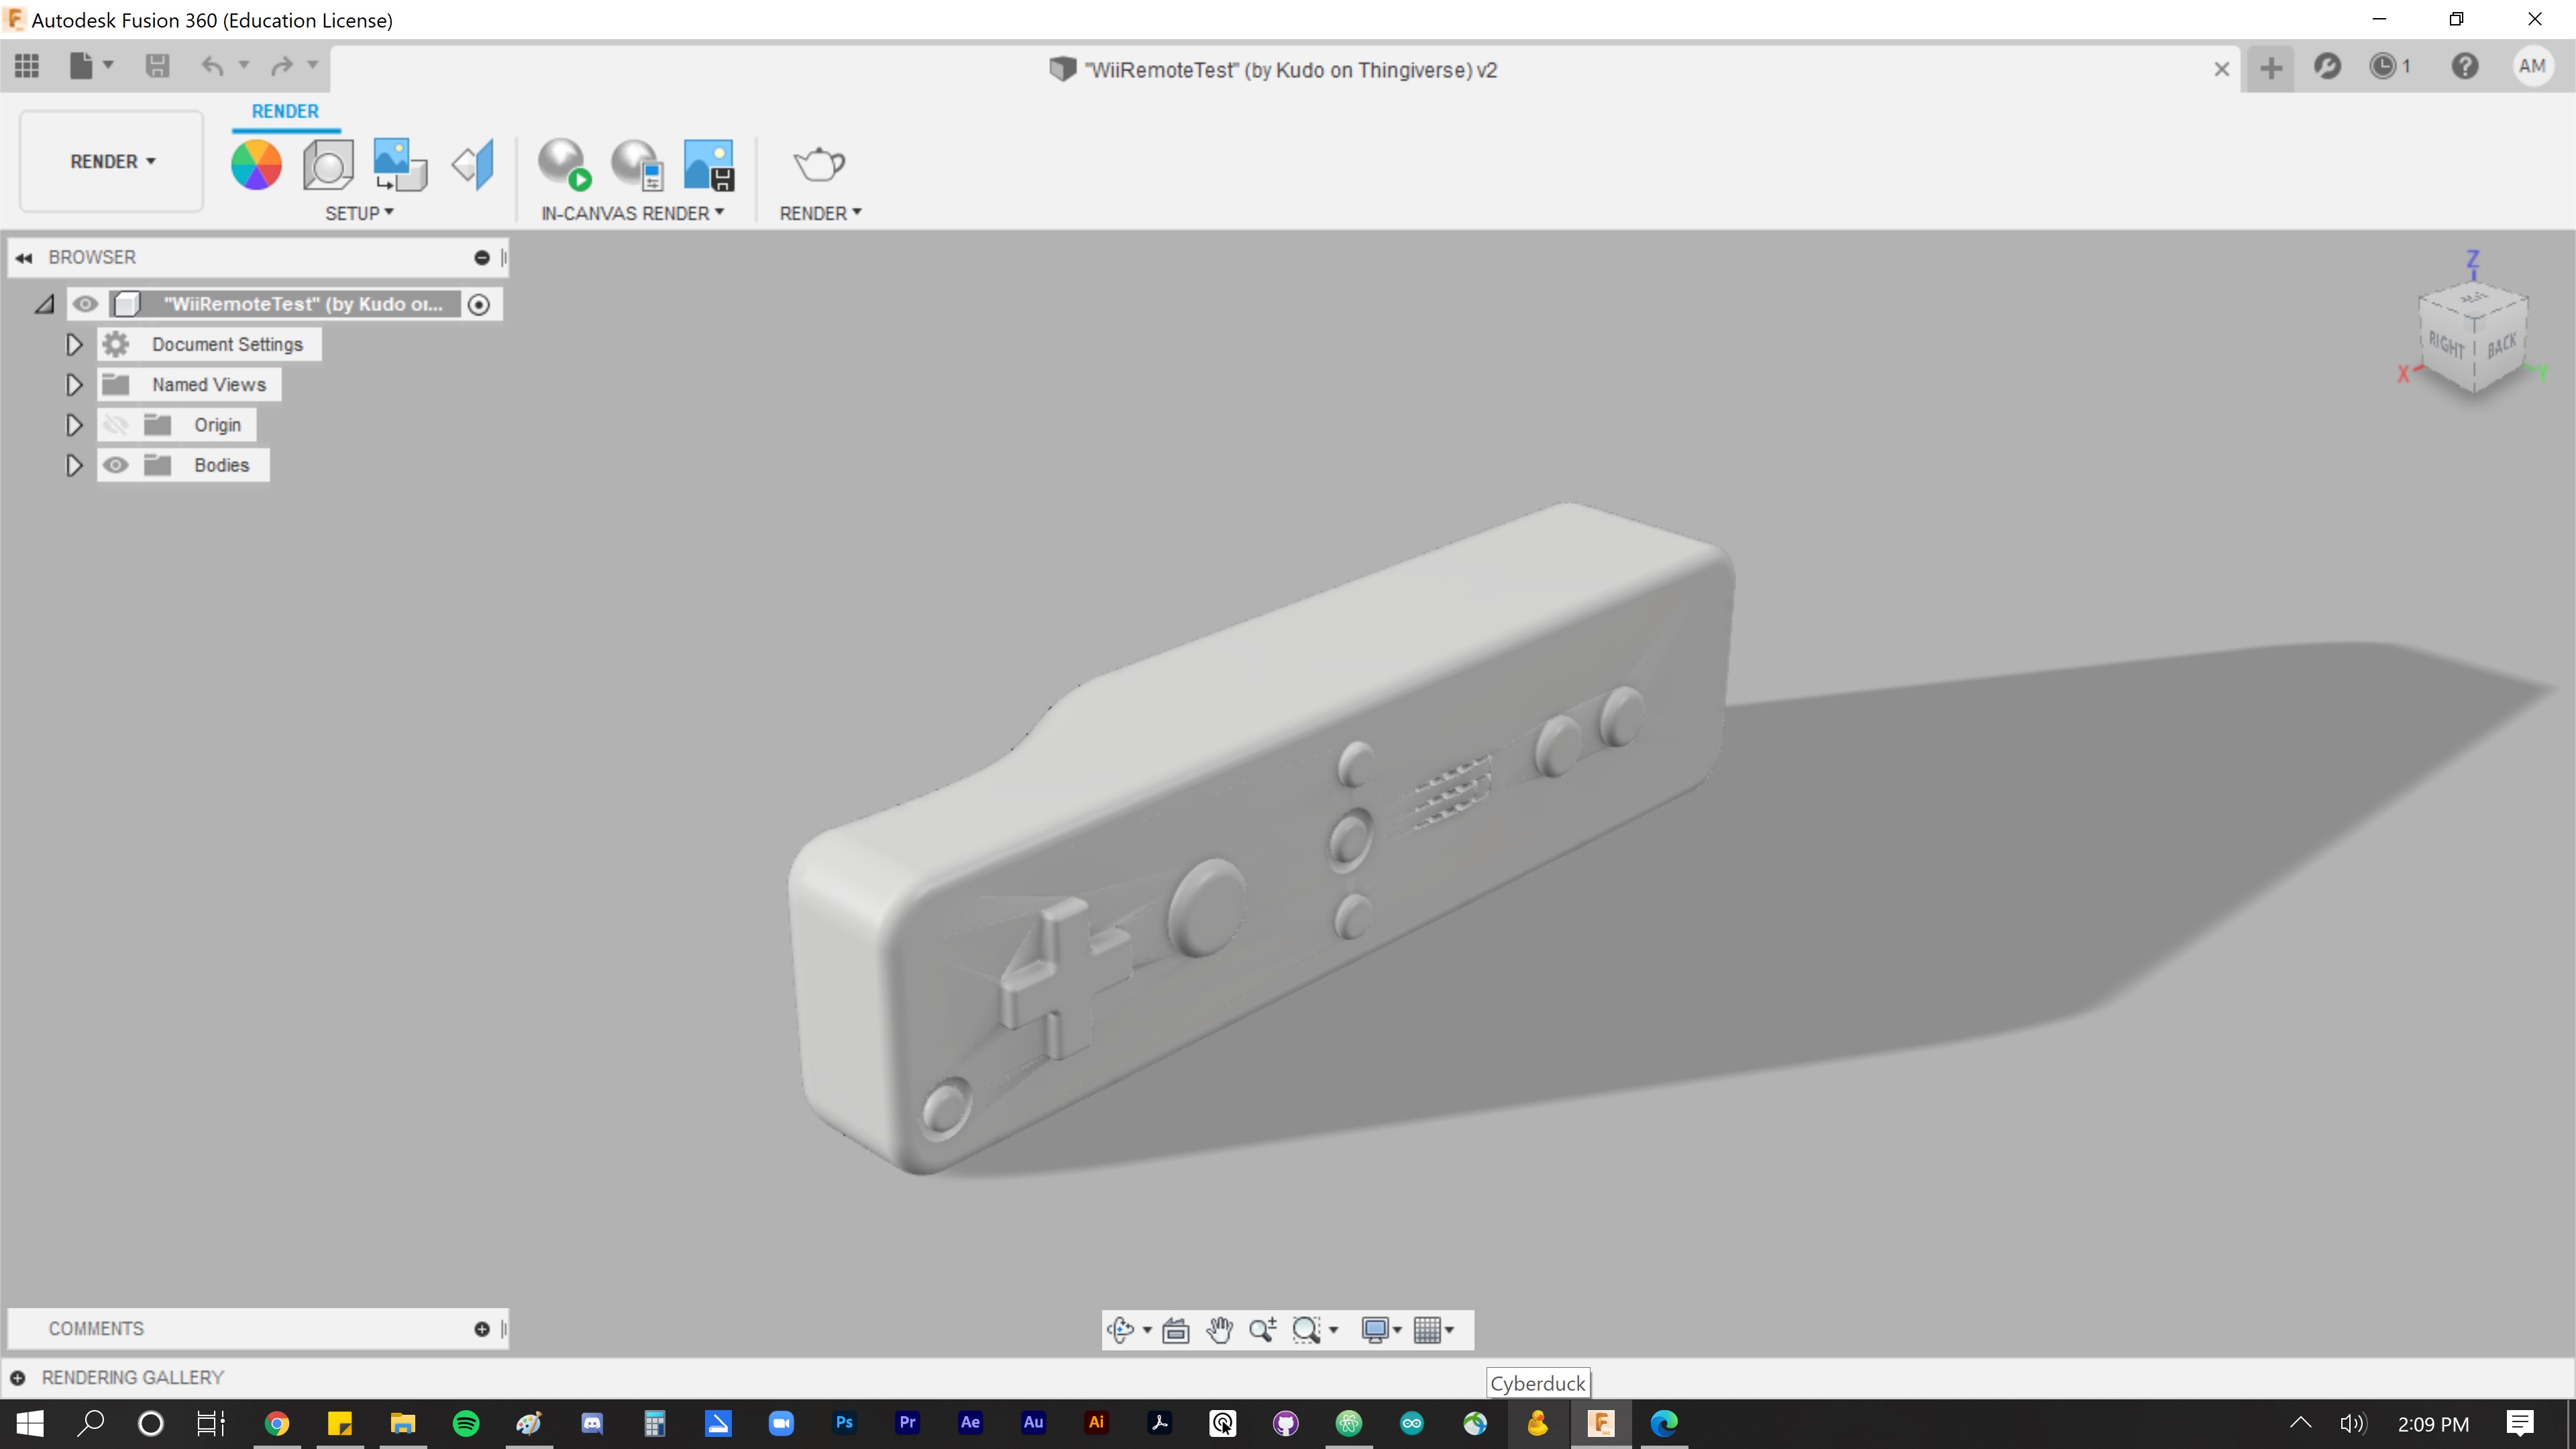 Autodesk Fusion 360 (Education License)
"WiiRemoteTest" (by Kudo on Thingiverse) v2
1
AM
RENDER
RENDER
SETUP
IN-CANVAS RENDER
RENDER
BROWSER
"WiiRemoteTest" (by Kudo oı...
Document Settings
Named Views
Origin
Bodies
Z
RIGHT
BACK
X
Y
COMMENTS
RENDERING GALLERY
Cyberduck
Ps
Pr
Ae
Au
Ai
F
2:09 PM